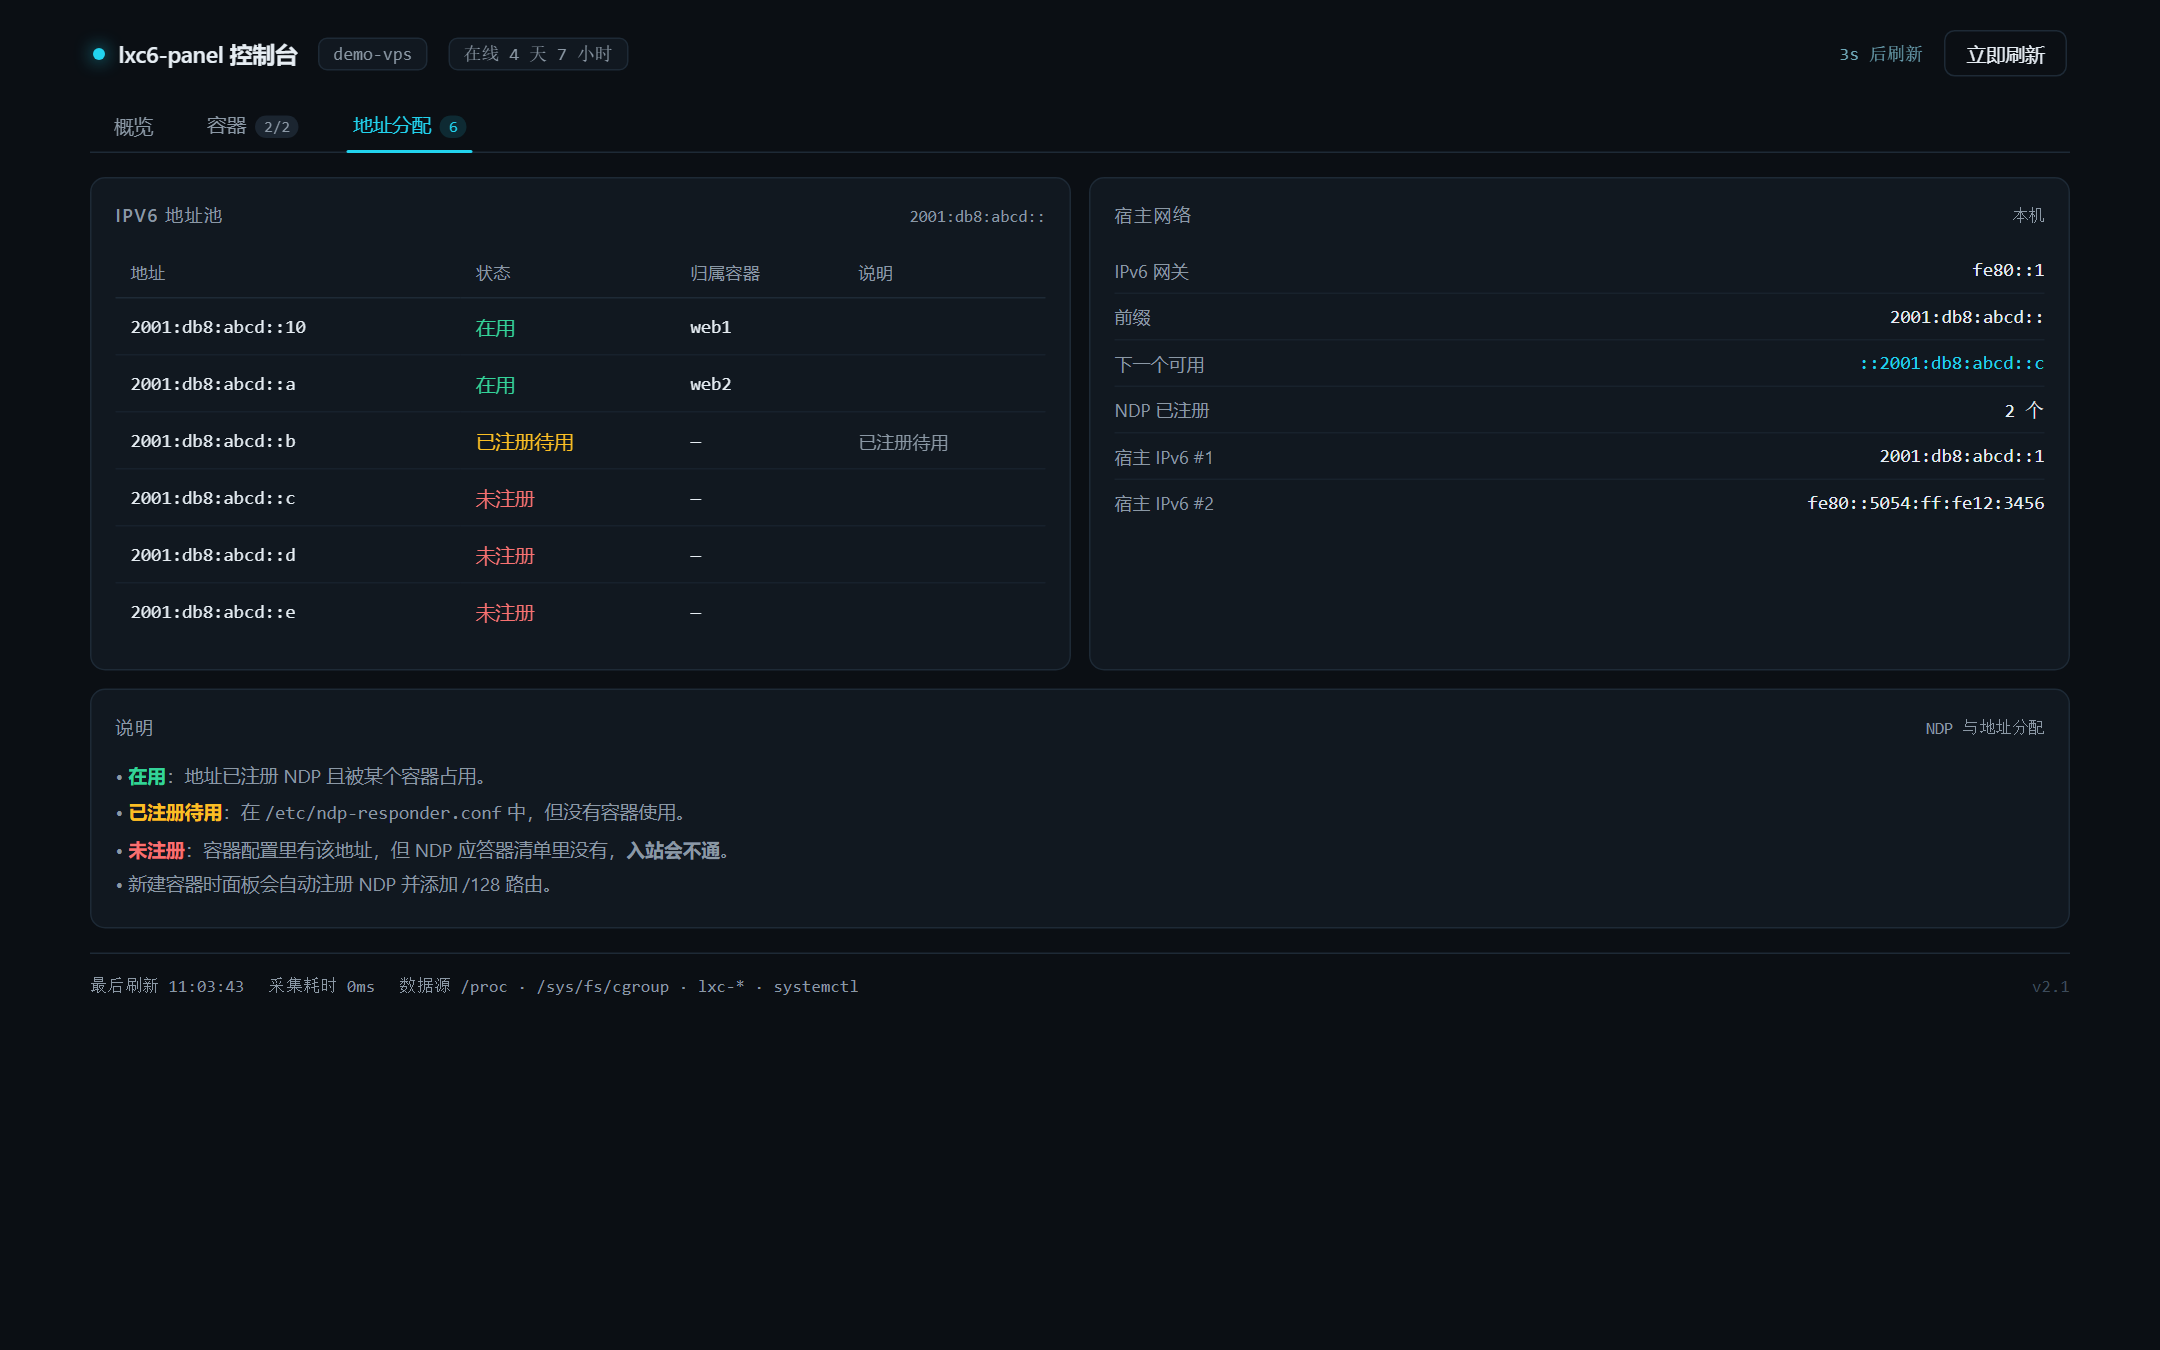 lxc6-panel 控制台 demo-vps 在线 4 天 7 小时 3s 后刷新 立即刷新
概览 容器 2/2 地址分配 6
IPV6 地址池 2001:db8:abcd::
地址 状态 归属容器 说明
2001:db8:abcd::10 在用 web1
2001:db8:abcd::a 在用 web2
2001:db8:abcd::b 已注册待用 — 已注册待用
2001:db8:abcd::c 未注册 —
2001:db8:abcd::d 未注册 —
2001:db8:abcd::e 未注册 —
宿主网络 本机
IPv6 网关 fe80::1
前缀 2001:db8:abcd::
下一个可用 ::2001:db8:abcd::c
NDP 已注册 2 个
宿主 IPv6 #1 2001:db8:abcd::1
宿主 IPv6 #2 fe80::5054:ff:fe12:3456
说明 NDP 与地址分配
• 在用：地址已注册 NDP 且被某个容器占用。
• 已注册待用：在 /etc/ndp-responder.conf 中，但没有容器使用。
• 未注册：容器配置里有该地址，但 NDP 应答器清单里没有，入站会不通。
• 新建容器时面板会自动注册 NDP 并添加 /128 路由。
最后刷新 11:03:43 采集耗时 0ms 数据源 /proc · /sys/fs/cgroup · lxc-* · systemctl v2.1